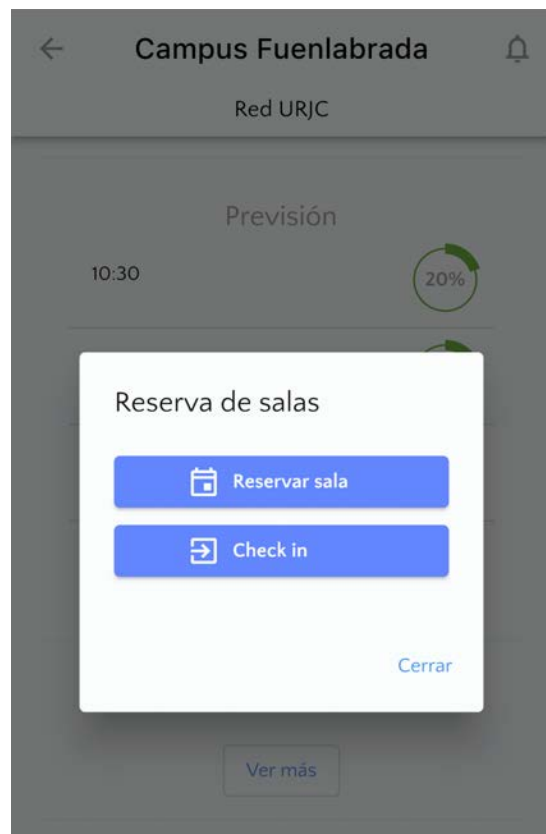 Campus Fuenlabrada
Red URJC
Previsión
10:30
20%
Reserva de salas
Reservar sala
Check in
Cerrar
Ver más